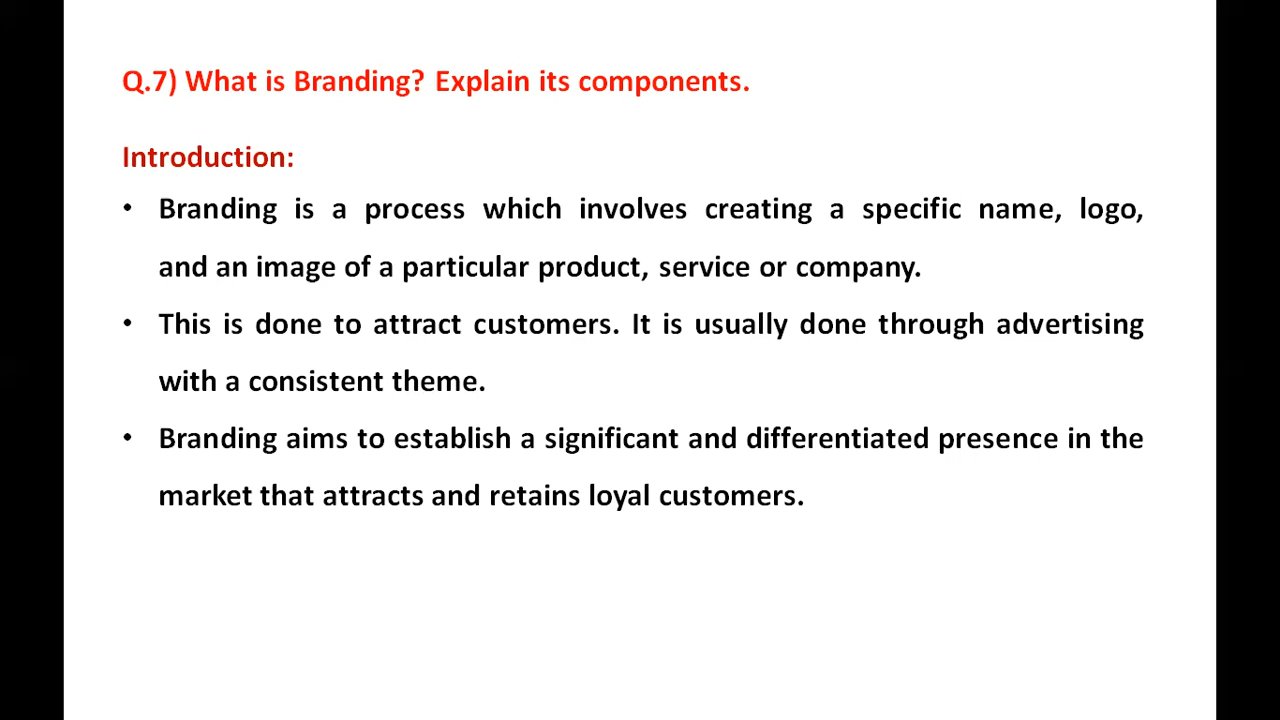 Q.7) What is Branding? Explain its components.
Introduction:
• Branding is a process which involves creating a specific name, logo,
and an image of a particular product, service or company.
• This is done to attract customers. It is usually done through advertising
with a consistent theme.
• Branding aims to establish a significant and differentiated presence in the
market that attracts and retains loyal customers.